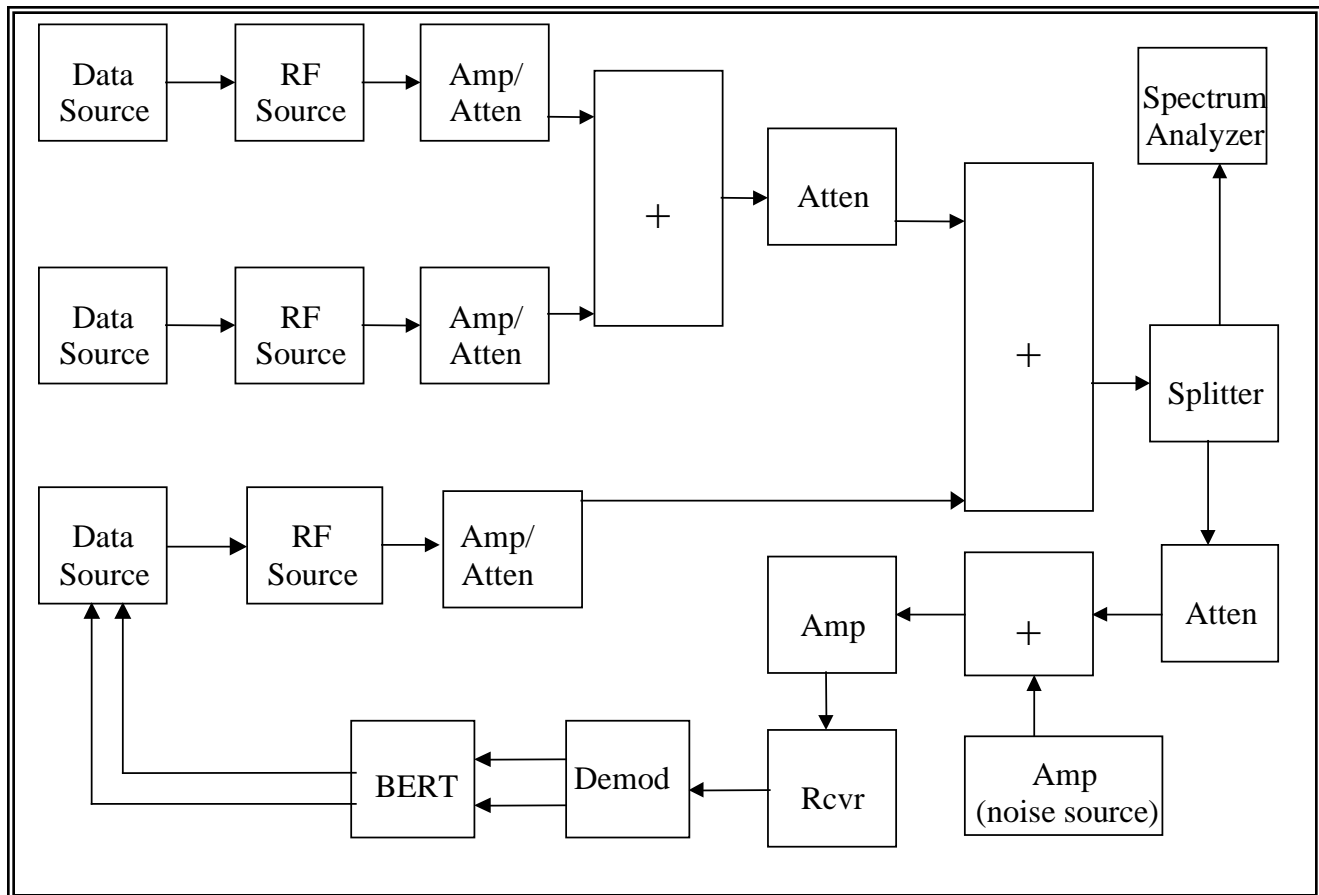 Data
Source
RF
Source
Amp/
Atten
+
Atten
Spectrum
Analyzer
Data
Source
RF
Source
Amp/
Atten
+
Splitter
Data
Source
RF
Source
Amp/
Atten
Amp
+
Atten
BERT
Demod
Rcvr
Amp
(noise source)